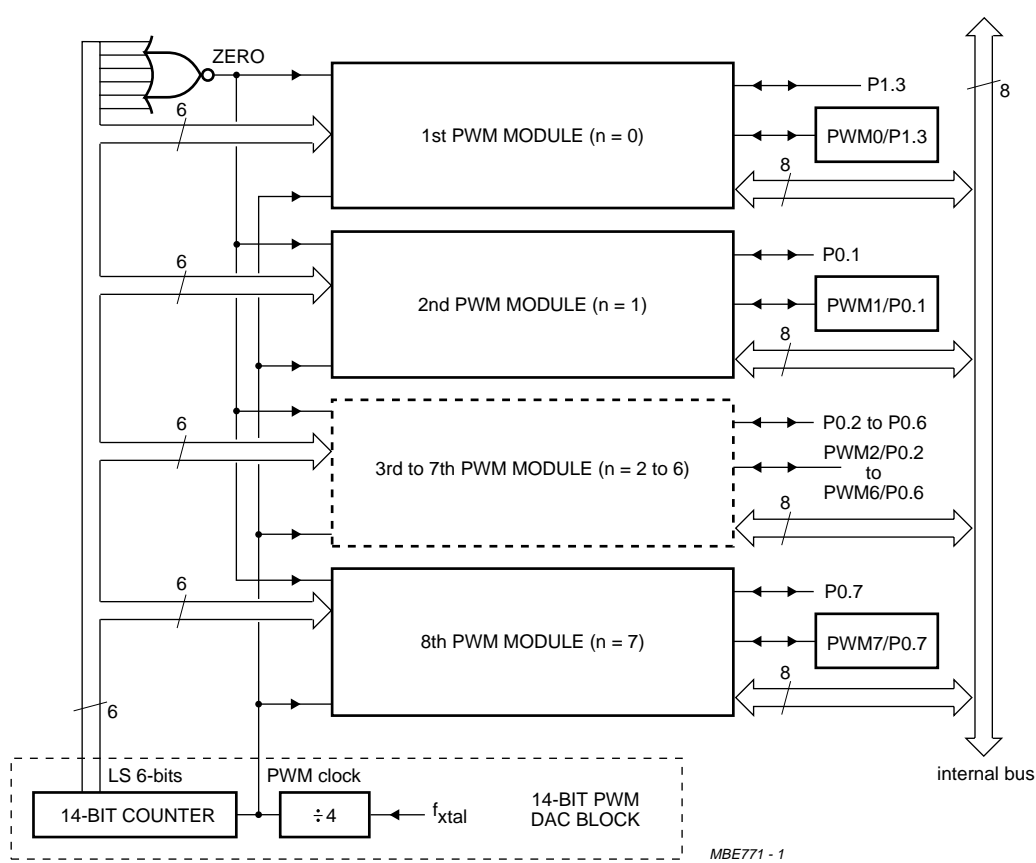 ZERO
8
P1.3
6
1st PWM MODULE (n = 0)
PWM0/P1.3
8
P0.1
6
2nd PWM MODULE (n = 1)
PWM1/P0.1
8
P0.2 to P0.6
6
3rd to 7th PWM MODULE (n = 2 to 6)
PWM2/P0.2
to
PWM6/P0.6
8
6
P0.7
8th PWM MODULE (n = 7)
PWM7/P0.7
8
6
internal bus
LS 6-bits
PWM clock
14-BIT COUNTER
÷4
fxtal
14-BIT PWM
DAC BLOCK
MBE771 - 1